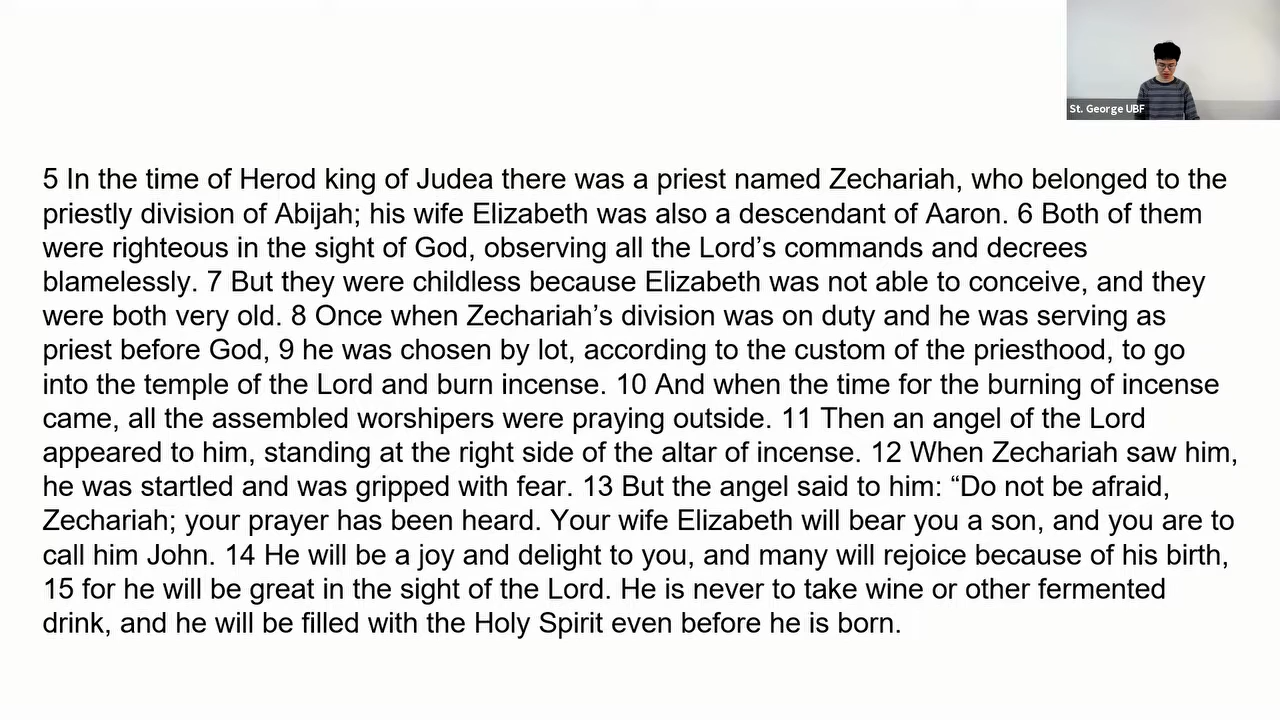 St. George UBF
5 In the time of Herod king of Judea there was a priest named Zechariah, who belonged to the
priestly division of Abijah; his wife Elizabeth was also a descendant of Aaron. 6 Both of them
were righteous in the sight of God, observing all the Lord’s commands and decrees
blamelessly. 7 But they were childless because Elizabeth was not able to conceive, and they
were both very old. 8 Once when Zechariah’s division was on duty and he was serving as
priest before God, 9 he was chosen by lot, according to the custom of the priesthood, to go
into the temple of the Lord and burn incense. 10 And when the time for the burning of incense
came, all the assembled worshipers were praying outside. 11 Then an angel of the Lord
appeared to him, standing at the right side of the altar of incense. 12 When Zechariah saw him,
he was startled and was gripped with fear. 13 But the angel said to him: “Do not be afraid,
Zechariah; your prayer has been heard. Your wife Elizabeth will bear you a son, and you are to
call him John. 14 He will be a joy and delight to you, and many will rejoice because of his birth,
15 for he will be great in the sight of the Lord. He is never to take wine or other fermented
drink, and he will be filled with the Holy Spirit even before he is born.